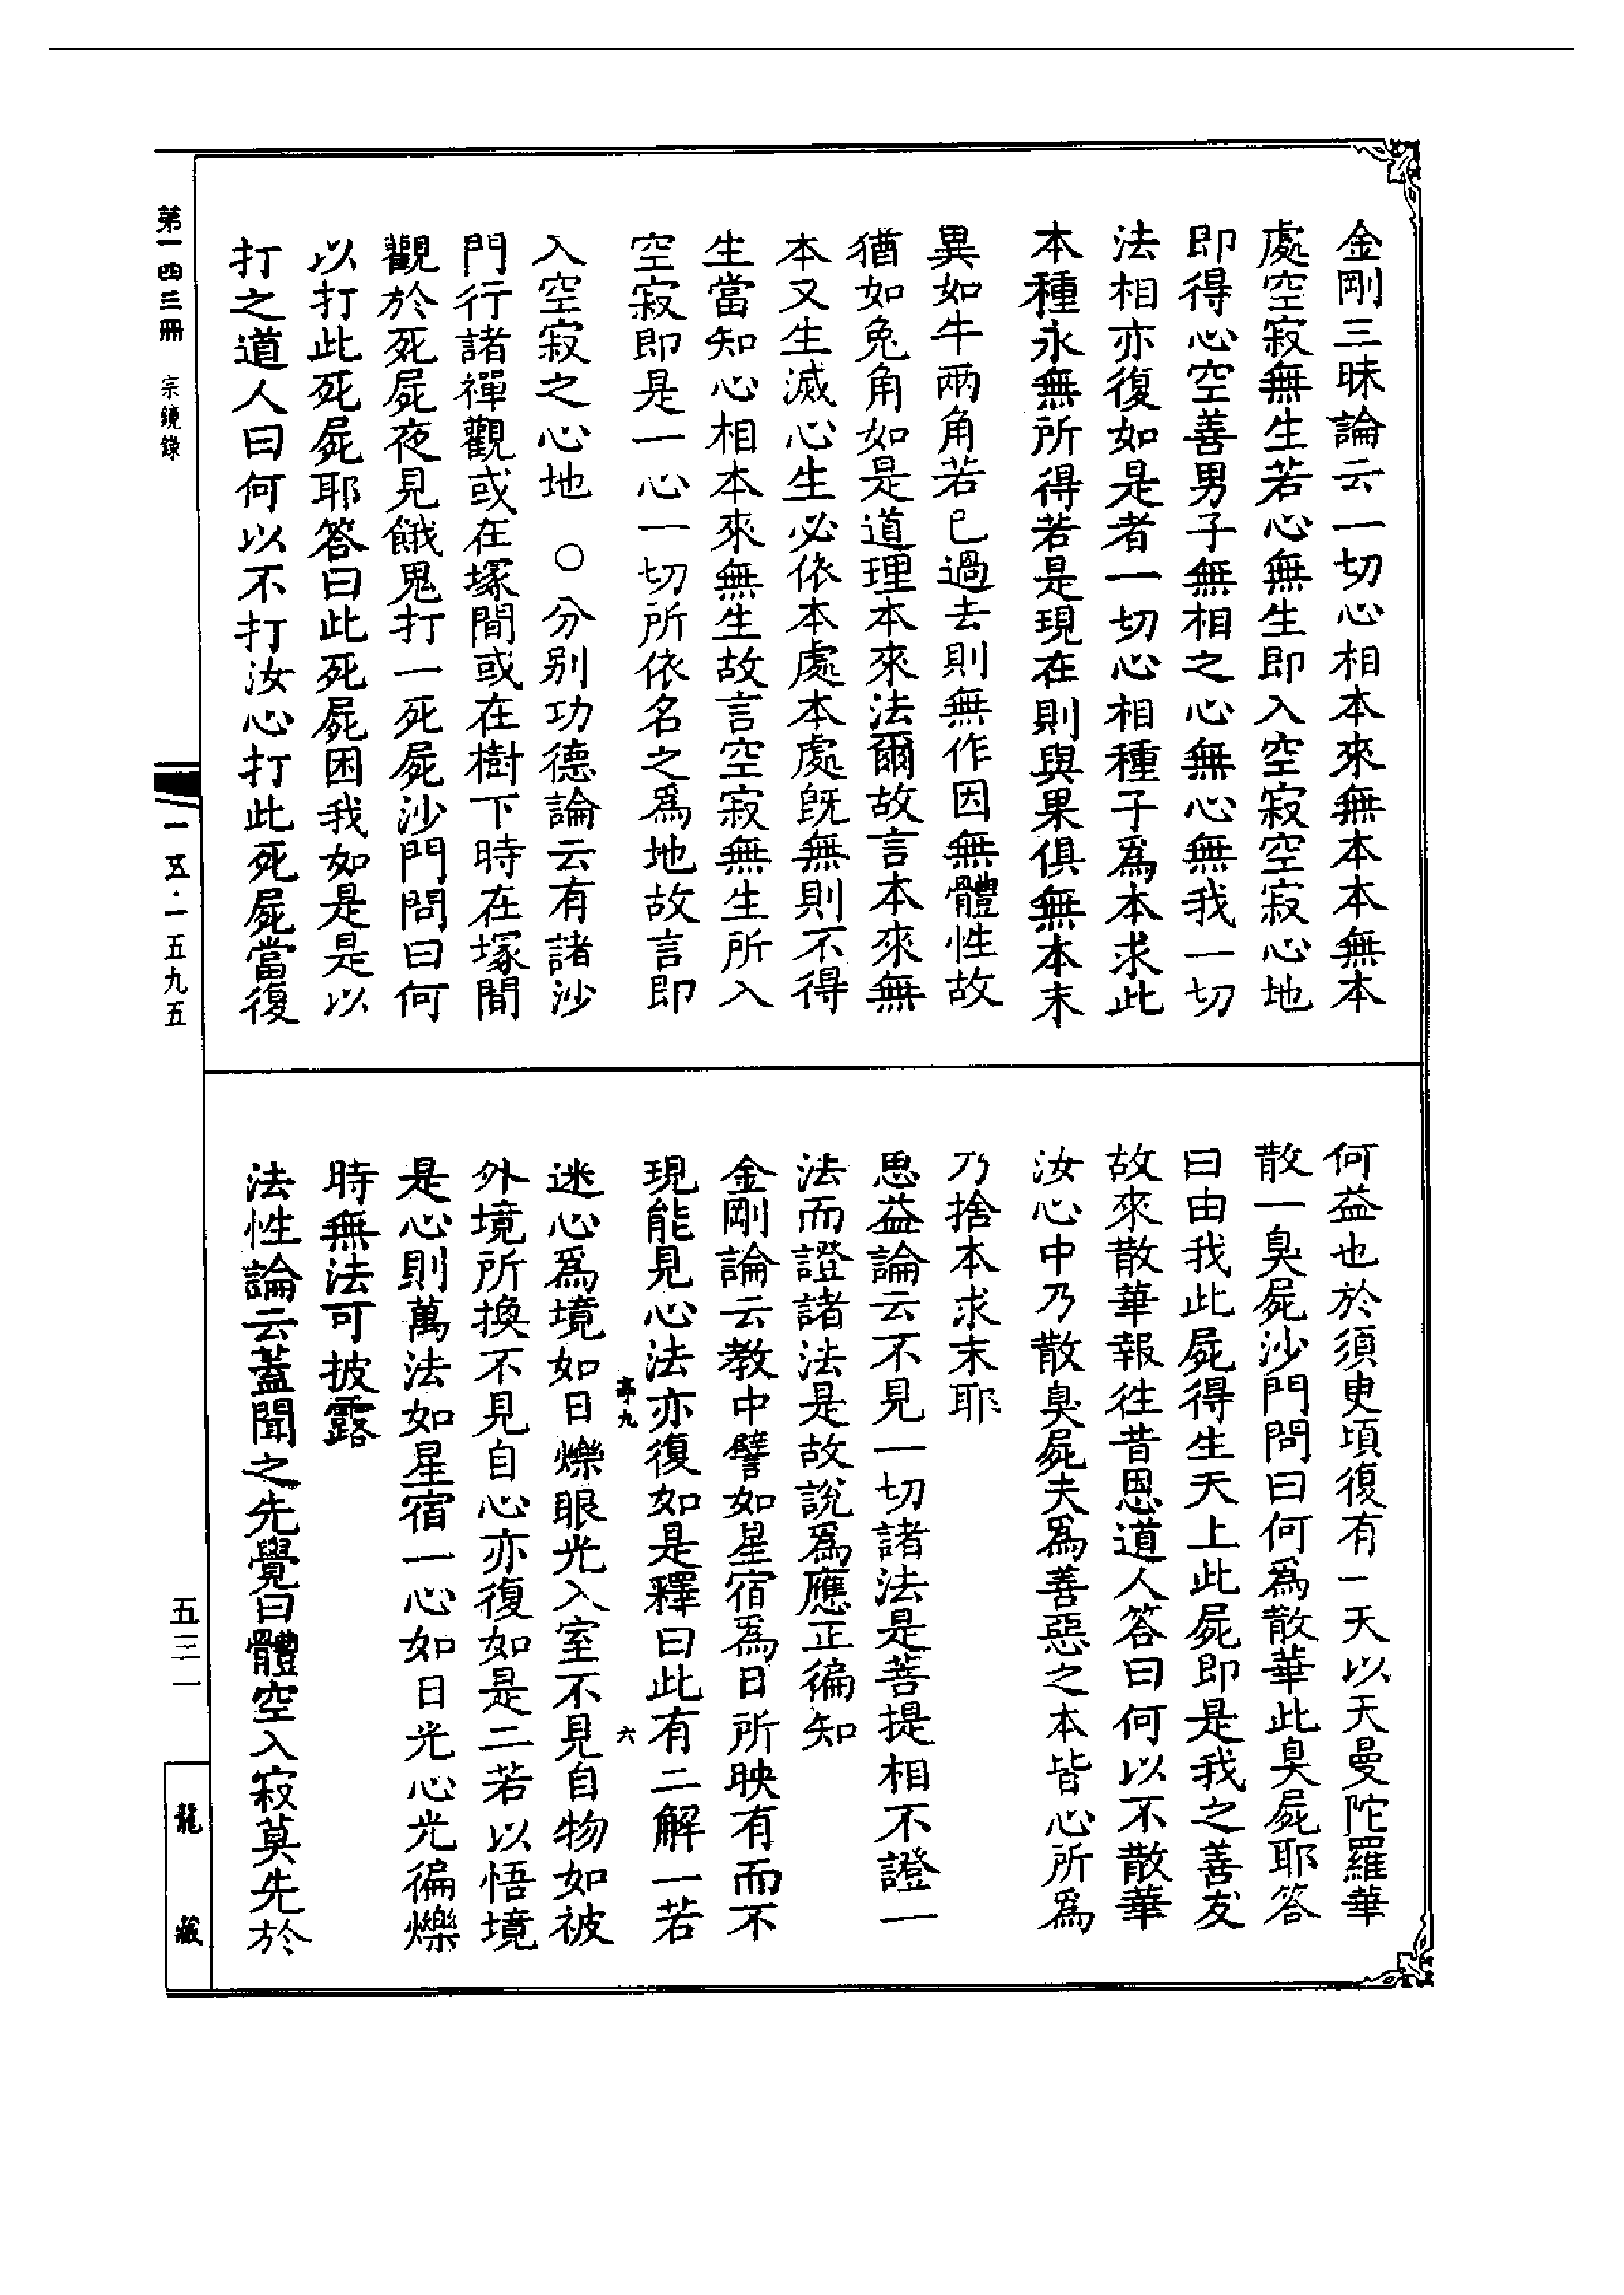 金剛三昧論云一切心相本來無本本無本
處空寂無生若心無生即入空寂空寂心地
即得心空善男子無相之心無心無我一切
法相亦復如是者一切心相種子爲本求此
本種永無所得若是現在則與果俱無本末
異如牛兩角若已過去則無作因無體性故
猶如兔角如是道理本來法爾故言本來無
本又生滅心生必依本處本處旣無則不得
生當知心相本來無生故言空寂無生所入
空寂即是一心一切所依名之爲地故言即
入空寂之心地 ○ 分別功德論云有諸沙
門行諸禪觀或在塚間或在樹下時在塚間
觀於死屍夜見餓鬼打一死屍沙門問曰何
以打此死屍耶答曰此死屍困我如是是以
打之道人曰何以不打汝心打此死屍當復
何益也於須臾頃復有一天以天曼陀羅華
散一臭屍沙門問曰何爲散華此臭屍耶答
曰由我此屍得生天上此屍即是我之善友
故來散華報往昔恩道人答曰何以不散華
汝心中乃散臭屍夫爲善惡之本皆心所爲
乃捨本求末耶
思益論云不見一切諸法是菩提相不證一
法而證諸法是故說爲應正徧知
金剛論云教中譬如星宿爲日所映有而不
現能見心法亦復如是釋曰此有二解一若
亭九 六
迷心爲境如日爍眼光入室不見自物如被
外境所換不見自心亦復如是二若以悟境
是心則萬法如星宿一心如日光心光徧爍
時無法可披露
法性論云蓋聞之先覺曰體空入寂莫先於
第一四三冊 宗鏡錄
一五·一五九五
五三一
龍藏